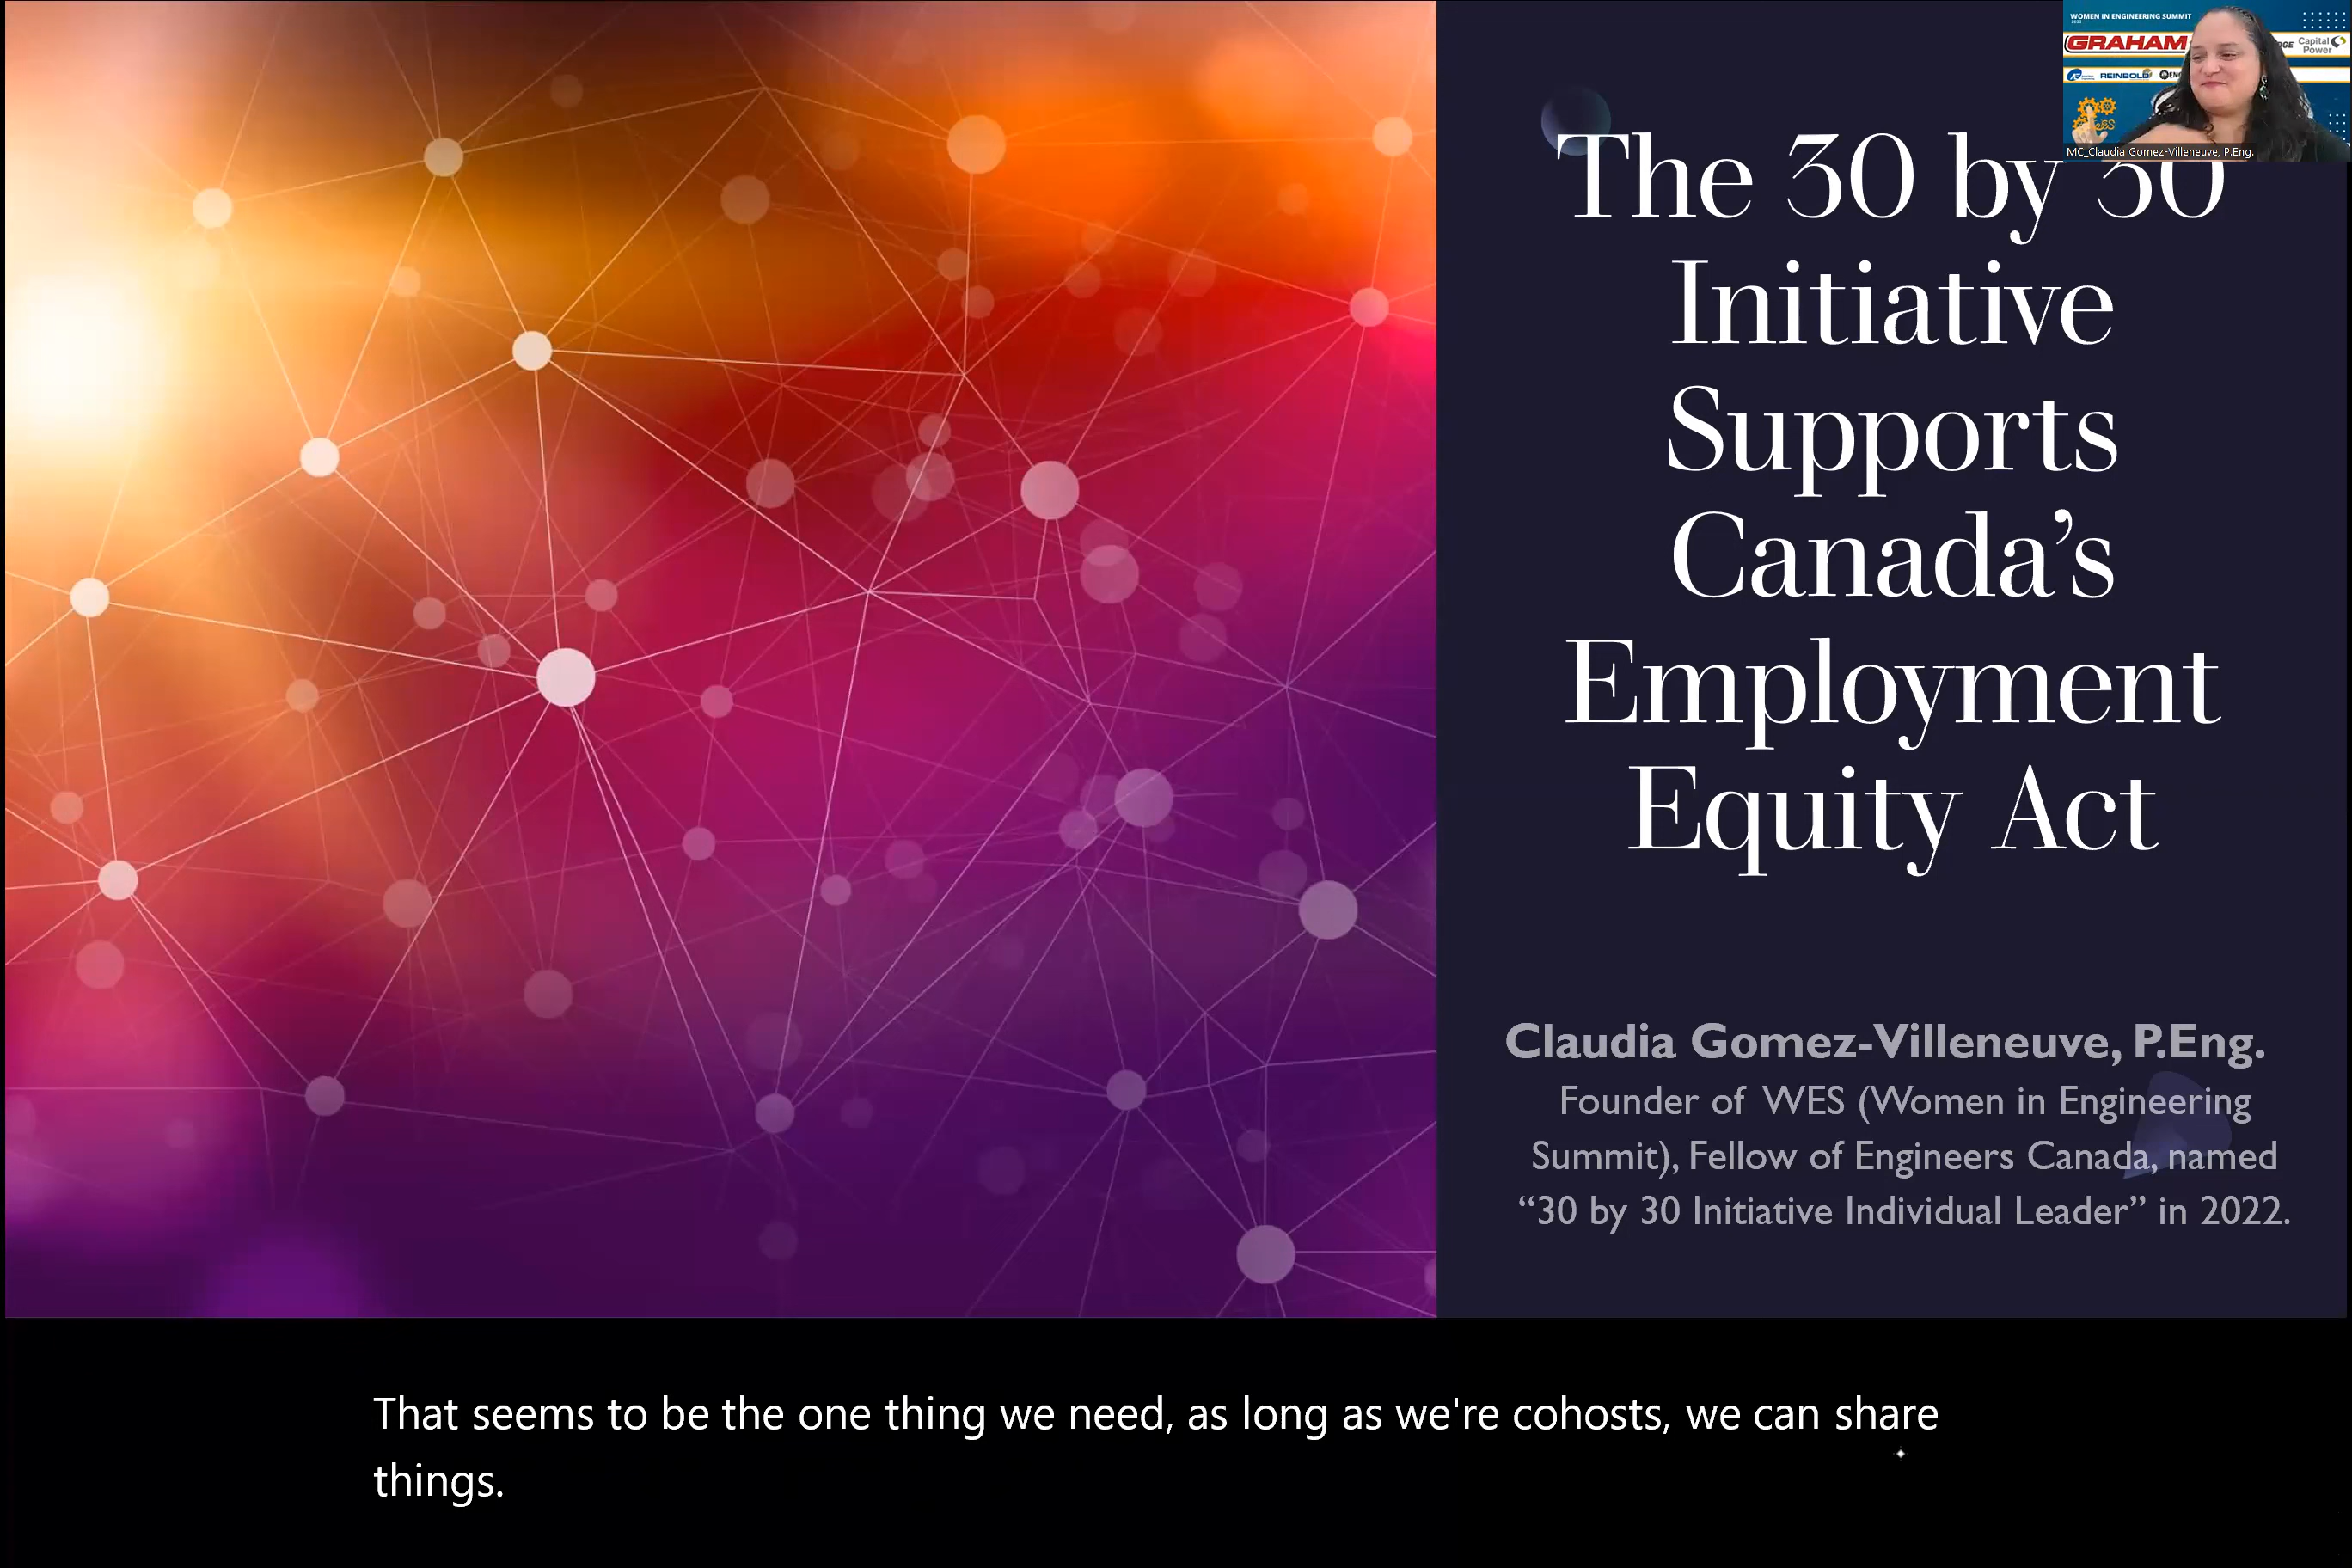 WOMEN IN ENGINEERING SUMMIT
GRAHAM
Capital
Power
REINBOLD
MC_Claudia Gomez-Villeneuve, P.Eng.
The 30 by 30
Initiative
Supports
Canada’s
Employment
Equity Act
Claudia Gomez-Villeneuve, P.Eng.
Founder of WES (Women in Engineering
Summit), Fellow of Engineers Canada, named
“30 by 30 Initiative Individual Leader” in 2022.
That seems to be the one thing we need, as long as we're cohosts, we can share
things.